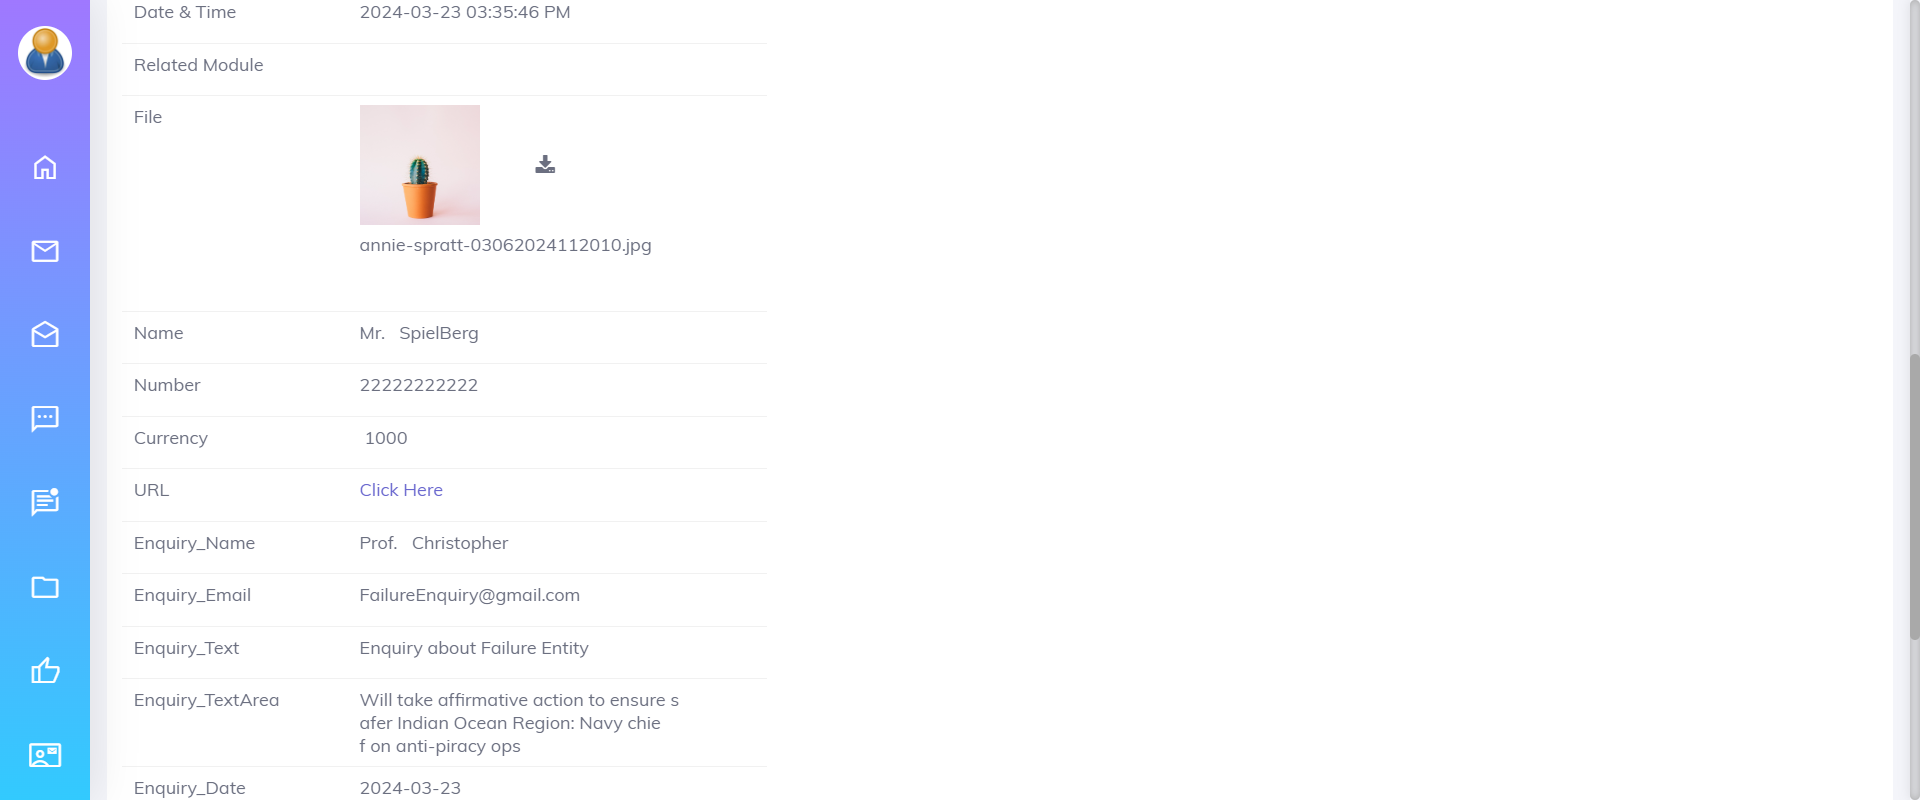 Date & Time 2024-03-23 03:35:46 PM
Related Module
File
annie-spratt-03062024112010.jpg
Name Mr. SpielBerg
Number 22222222222
Currency 1000
URL Click Here
Enquiry_Name Prof. Christopher
Enquiry_Email FailureEnquiry@gmail.com
Enquiry_Text Enquiry about Failure Entity
Enquiry_TextArea Will take affirmative action to ensure s
afer Indian Ocean Region: Navy chie
f on anti-piracy ops
Enquiry_Date 2024-03-23